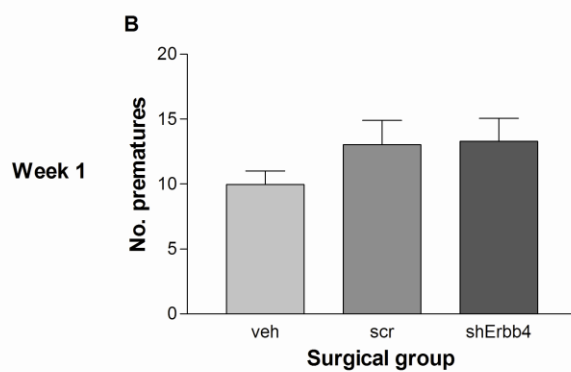 B
20
15
10
5
0
No. prematures
Week 1
veh scr shErbb4
Surgical group